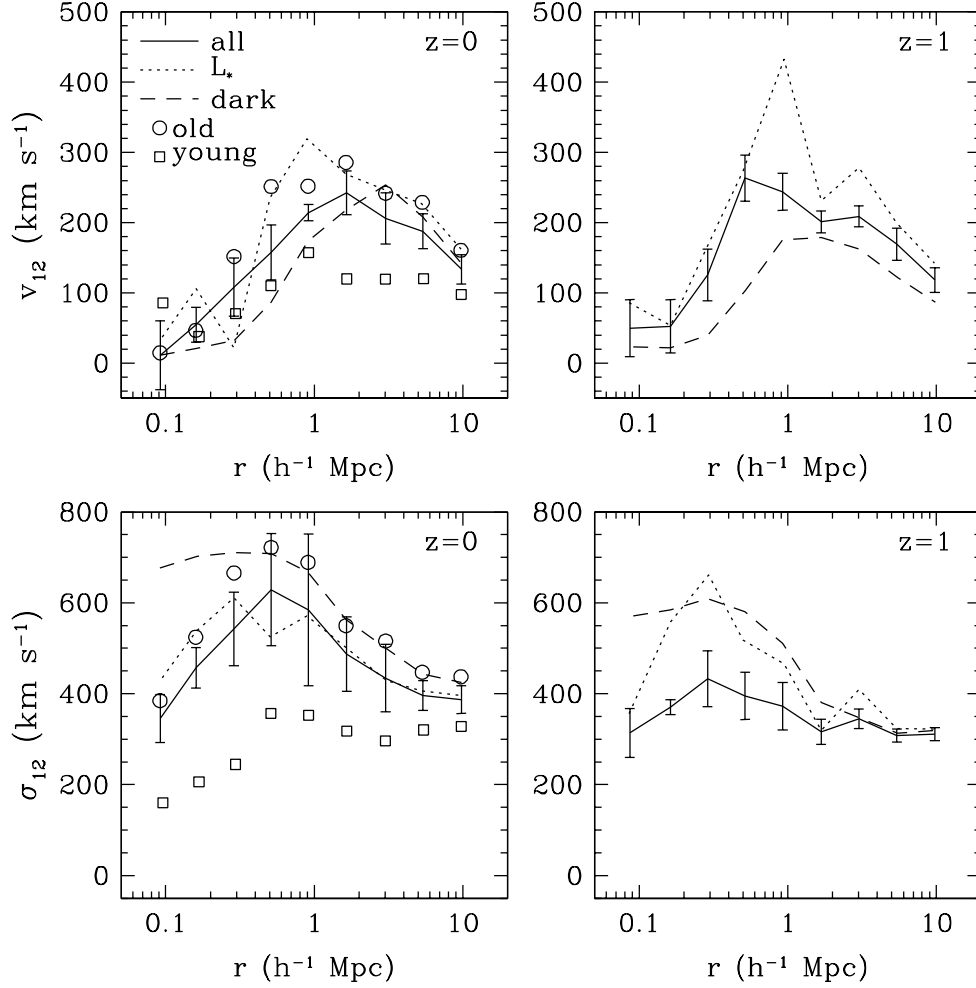 500
400
300
200
100
0
v₁₂ (km s⁻¹)
all
L*
dark
old
young
z=0
0.1
1
10
r (h⁻¹ Mpc)
500
400
300
200
100
0
z=1
0.1
1
10
r (h⁻¹ Mpc)
800
600
400
200
0
σ₁₂ (km s⁻¹)
z=0
0.1
1
10
r (h⁻¹ Mpc)
800
600
400
200
0
z=1
0.1
1
10
r (h⁻¹ Mpc)